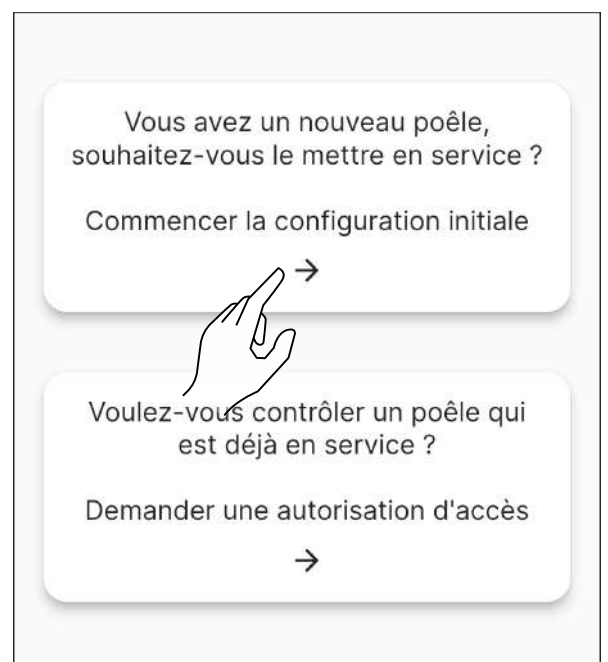 Vous avez un nouveau poêle,
souhaitez-vous le mettre en service ?
Commencer la configuration initiale
→
Voulez-vous contrôler un poêle qui
est déjà en service ?
Demander une autorisation d'accès
→